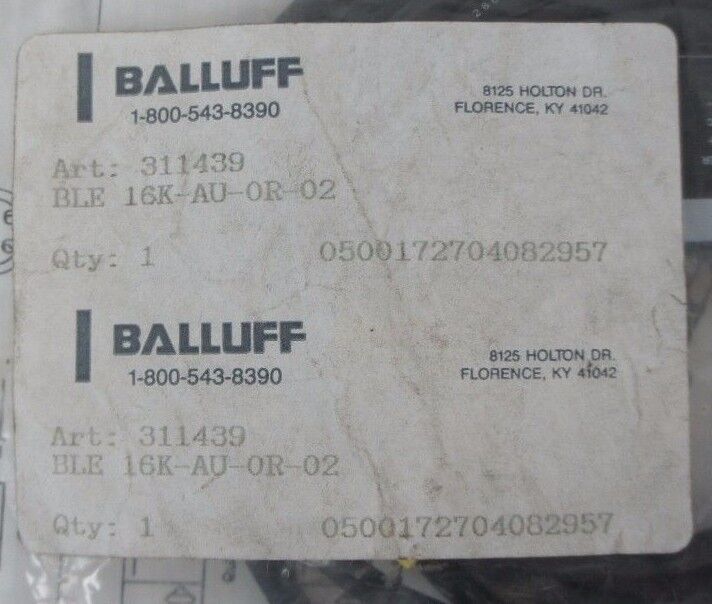 BALLUFF
1-800-543-8390
8125 HOLTON DR.
FLORENCE, KY 41042
Art: 311439
BLE 16K-AU-OR-02
Qty: 1 0500172704082957
BALLUFF
1-800-543-8390
8125 HOLTON DR.
FLORENCE, KY 41042
Art: 311439
BLE 16K-AU-OR-02
Qty: 1 0500172704082957